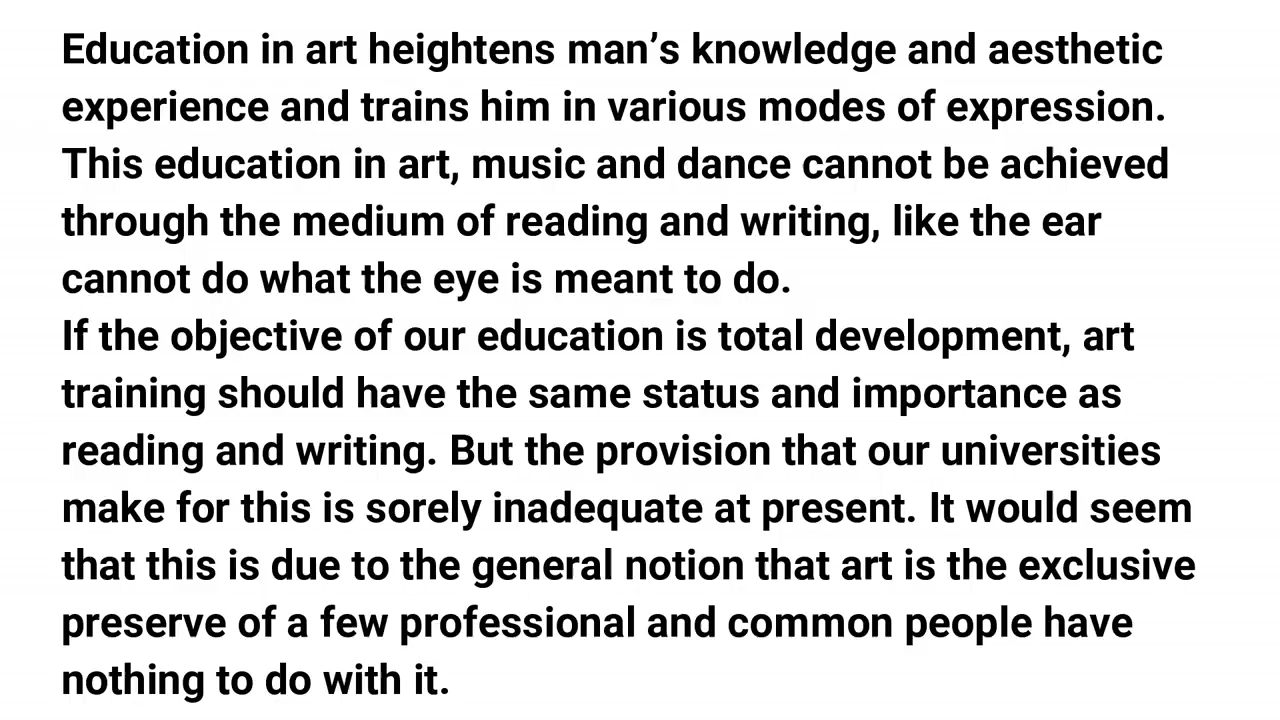 Education in art heightens man’s knowledge and aesthetic
experience and trains him in various modes of expression.
This education in art, music and dance cannot be achieved
through the medium of reading and writing, like the ear
cannot do what the eye is meant to do.
If the objective of our education is total development, art
training should have the same status and importance as
reading and writing. But the provision that our universities
make for this is sorely inadequate at present. It would seem
that this is due to the general notion that art is the exclusive
preserve of a few professional and common people have
nothing to do with it.